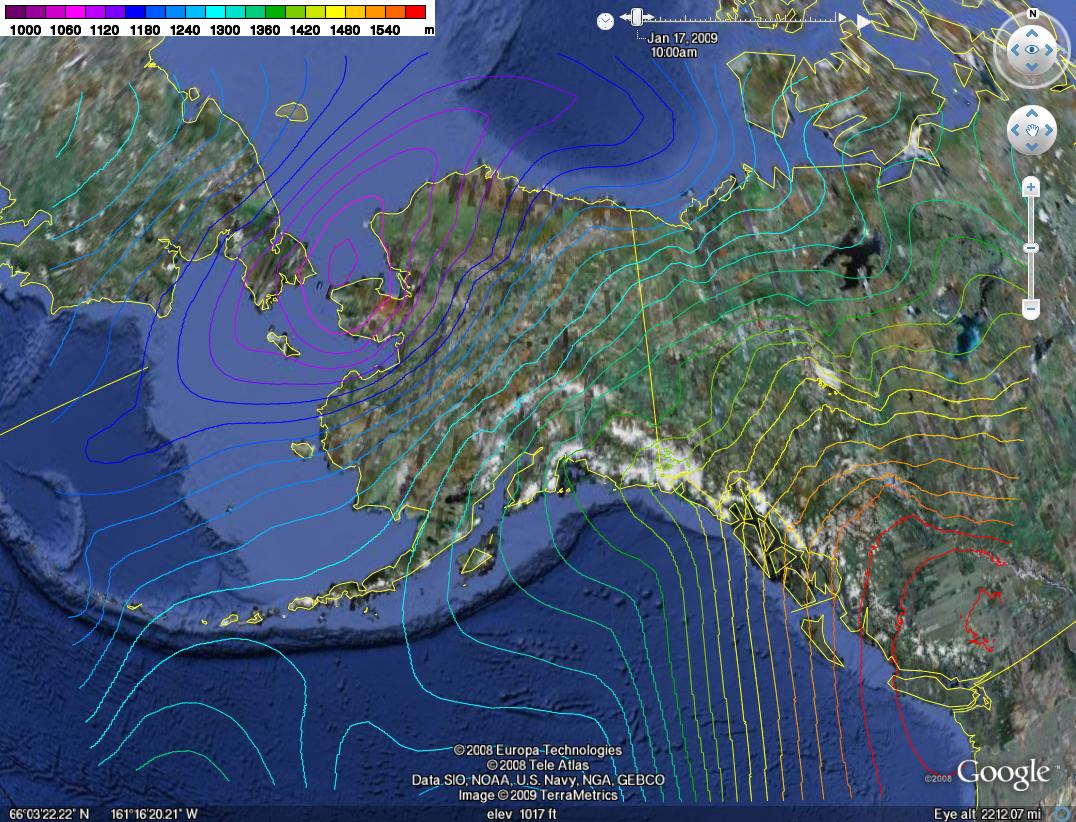 1000 1060 1120 1180 1240 1300 1360 1420 1480 1540 m
Jan 17, 2009
10:00am
N
© 2008 Europa Technologies
© 2008 Tele Atlas
Data SIO, NOAA, U.S. Navy, NGA, GEBCO
Image © 2009 TerraMetrics
©2008 Google™
66°03'22.22" N 161°16'20.21" W elev 1017 ft Eye alt 2212.07 mi